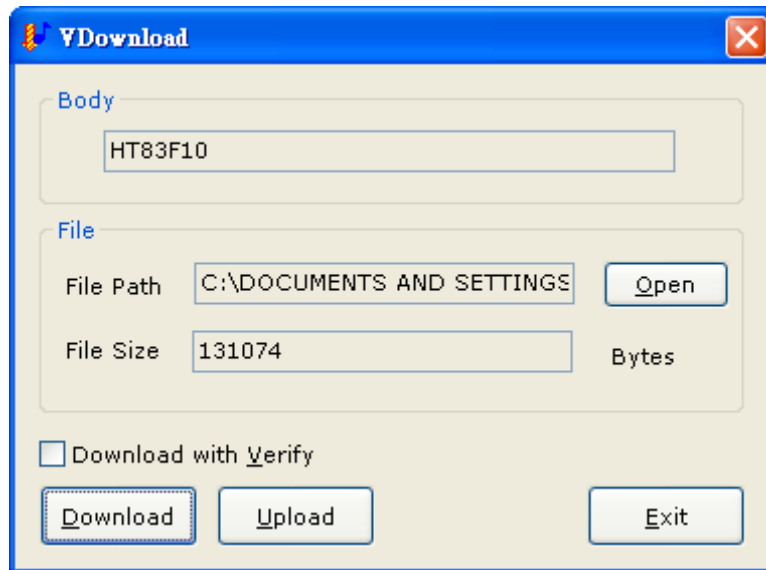 VDownload
Body
HT83F10
File
File Path C:\DOCUMENTS AND SETTINGS Open
File Size 131074 Bytes
Download with Verify
Download Upload Exit